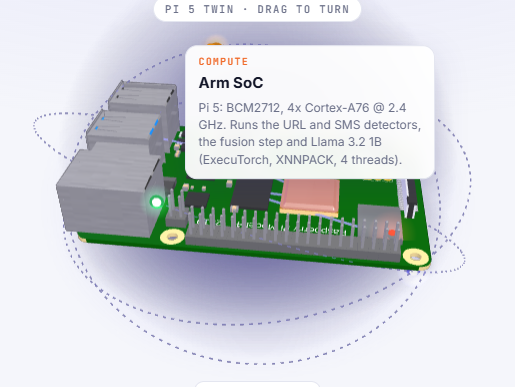 PI 5 TWIN · DRAG TO TURN
COMPUTE
Arm SoC
Pi 5: BCM2712, 4x Cortex-A76 @ 2.4
GHz. Runs the URL and SMS detectors,
the fusion step and Llama 3.2 1B
(ExecuTorch, XNNPACK, 4 threads).